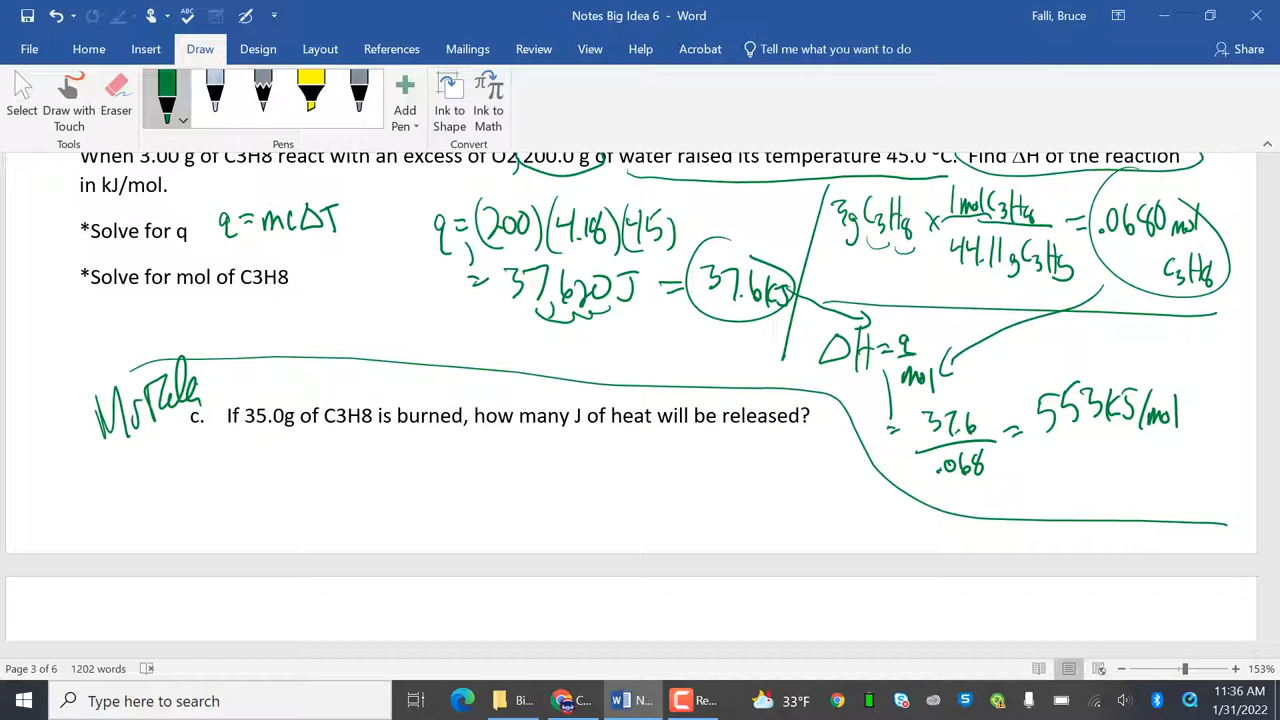 Notes Big Idea 6 - Word
Falli, Bruce
File Home Insert Draw Design Layout References Mailings Review View Help Acrobat Tell me what you want to do Share
Select Draw with Touch Eraser Add Pen Ink to Shape Ink to Math
Tools Pens Convert
When 3.00 g of C3H8 react with an excess of O2, 200.0 g of water raised its temperature 45.0 °C. Find ΔH of the reaction
in kJ/mol.
*Solve for q
q = mcΔT
*Solve for mol of C3H8
q = (200)(4.18)(45)
= 37,620 J = 37.6 kJ
3g C3H8 × 1 mol C3H8 / 44.11 g C3H8 = .0680 mol C3H8
ΔH = q / mol
= 37.6 / .068 = 553 kJ/mol
c. If 35.0g of C3H8 is burned, how many J of heat will be released?
Page 3 of 6 1202 words 153%
Type here to search
Bi... C... N... Re... 33°F
11:36 AM
1/31/2022